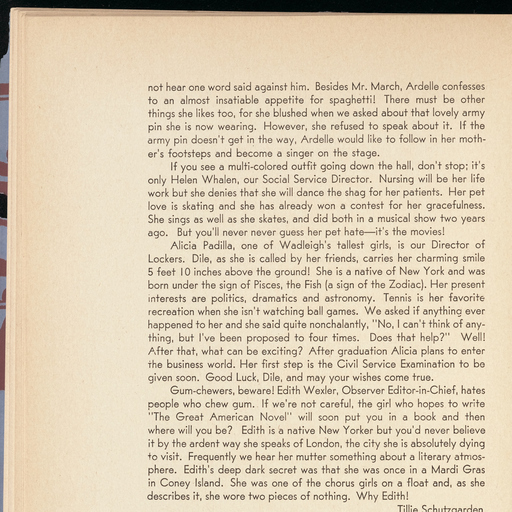 not hear one word said against him. Besides Mr. March, Ardelle confesses
to an almost insatiable appetite for spaghetti! There must be other
things she likes too, for she blushed when we asked about that lovely army
pin she is now wearing. However, she refused to speak about it. If the
army pin doesn't get in the way, Ardelle would like to follow in her moth-
er's footsteps and become a singer on the stage.
If you see a multi-colored outfit going down the hall, don't stop; it's
only Helen Whalen, our Social Service Director. Nursing will be her life
work but she denies that she will dance the shag for her patients. Her pet
love is skating and she has already won a contest for her gracefulness.
She sings as well as she skates, and did both in a musical show two years
ago. But you'll never never guess her pet hate—it's the movies!
Alicia Padilla, one of Wadleigh's tallest girls, is our Director of
Lockers. Dile, as she is called by her friends, carries her charming smile
5 feet 10 inches above the ground! She is a native of New York and was
born under the sign of Pisces, the Fish (a sign of the Zodiac). Her present
interests are politics, dramatics and astronomy. Tennis is her favorite
recreation when she isn't watching ball games. We asked if anything ever
happened to her and she said quite nonchalantly, "No, I can't think of any-
thing, but I've been proposed to four times. Does that help?" Well!
After that, what can be exciting? After graduation Alicia plans to enter
the business world. Her first step is the Civil Service Examination to be
given soon. Good Luck, Dile, and may your wishes come true.
Gum-chewers, beware! Edith Wexler, Observer Editor-in-Chief, hates
people who chew gum. If we're not careful, the girl who hopes to write
"The Great American Novel" will soon put you in a book and then
where will you be? Edith is a native New Yorker but you'd never believe
it by the ardent way she speaks of London, the city she is absolutely dying
to visit. Frequently we hear her mutter something about a literary atmos-
phere. Edith's deep dark secret was that she was once in a Mardi Gras
in Coney Island. She was one of the chorus girls on a float and, as she
describes it, she wore two pieces of nothing. Why Edith!
Tillie Schutzgarden